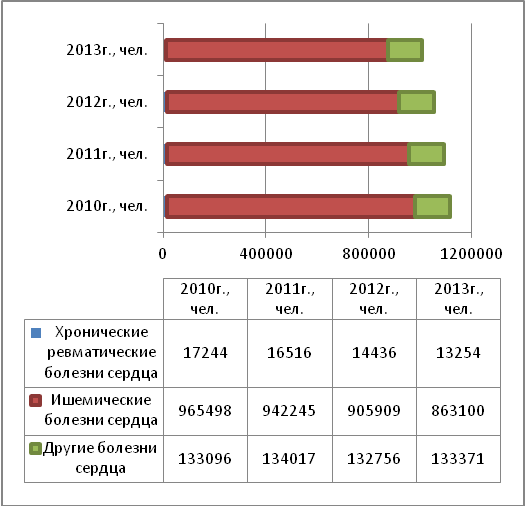 2013г., чел.
2012г., чел.
2011г., чел.
2010г., чел.
0 400000 800000 1200000
2010г., 2011г., 2012г., 2013г.,
чел. чел. чел. чел.
Хронические
ревматические
болезни сердца
17244 16516 14436 13254
Ишемические
болезни сердца
965498 942245 905909 863100
Другие болезни
сердца
133096 134017 132756 133371